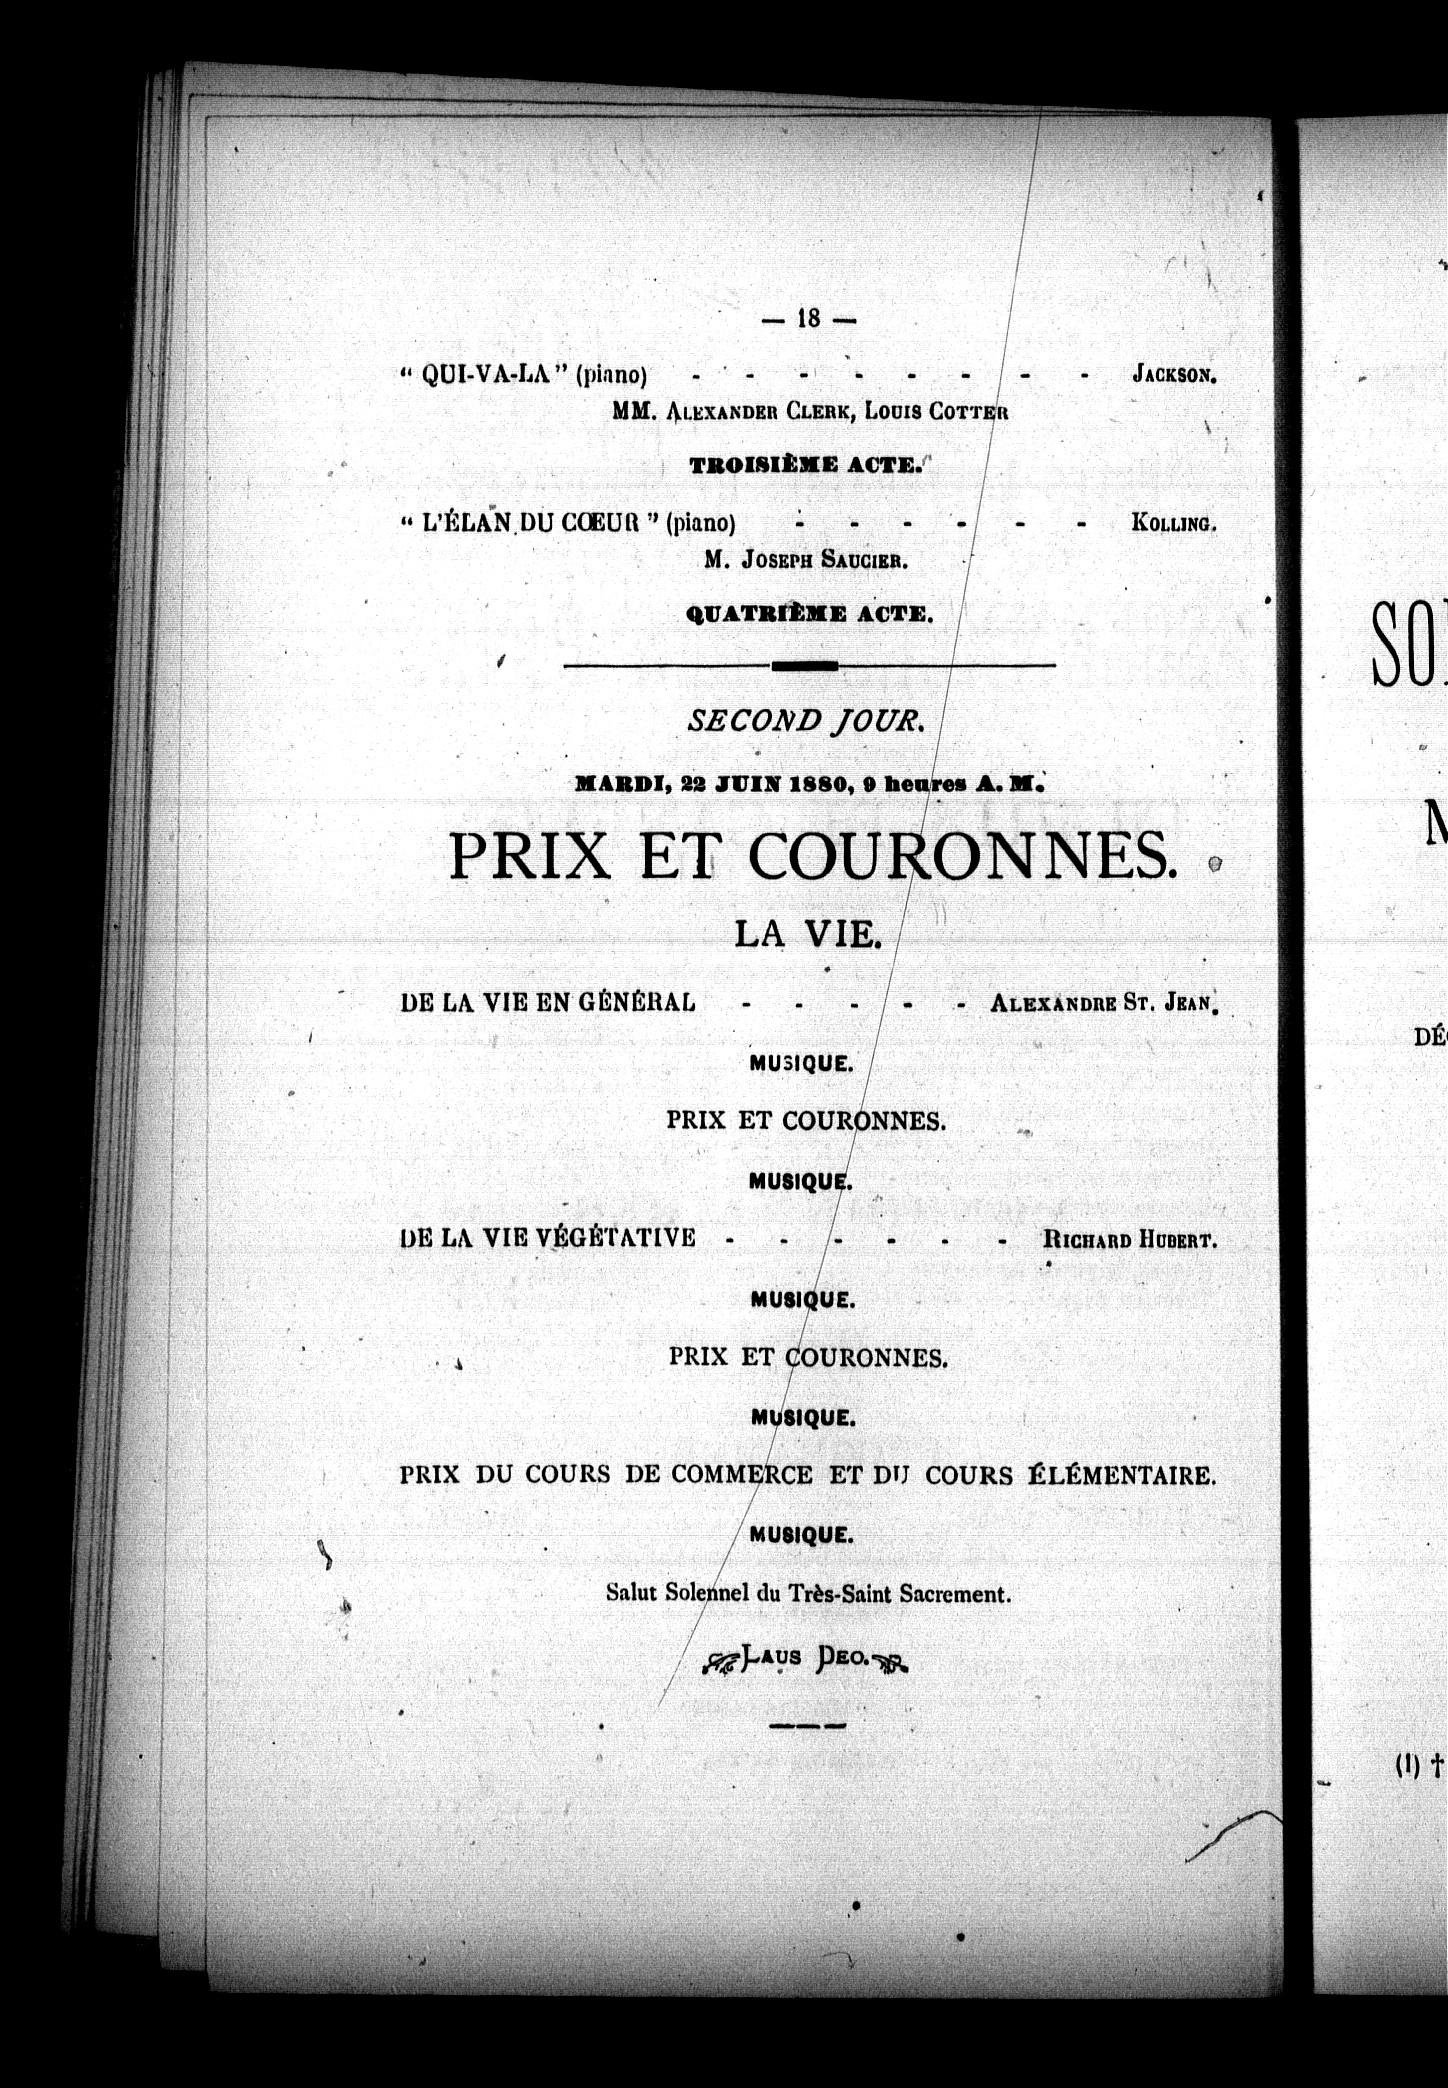 — 18 —
“ QUI-VA-LA ” (piano) - - - - - - - - JACKSON.
MM. ALEXANDER CLERK, LOUIS COTTER
TROISIÈME ACTE.
“ L'ÉLAN DU CŒUR ” (piano) - - - - - - KOLLING.
M. JOSEPH SAUCIER.
QUATRIÈME ACTE.
SECOND JOUR.
MARDI, 22 JUIN 1880, 9 heures A. M.
PRIX ET COURONNES.
LA VIE.
DE LA VIE EN GÉNÉRAL - - - - - ALEXANDRE ST. JEAN.
MUSIQUE.
PRIX ET COURONNES.
MUSIQUE.
DE LA VIE VÉGÉTATIVE - - - - - - RICHARD HUBERT.
MUSIQUE.
PRIX ET COURONNES.
MUSIQUE.
PRIX DU COURS DE COMMERCE ET DU COURS ÉLÉMENTAIRE.
MUSIQUE.
Salut Solennel du Très-Saint Sacrement.
LAUS DEO.
(1) †